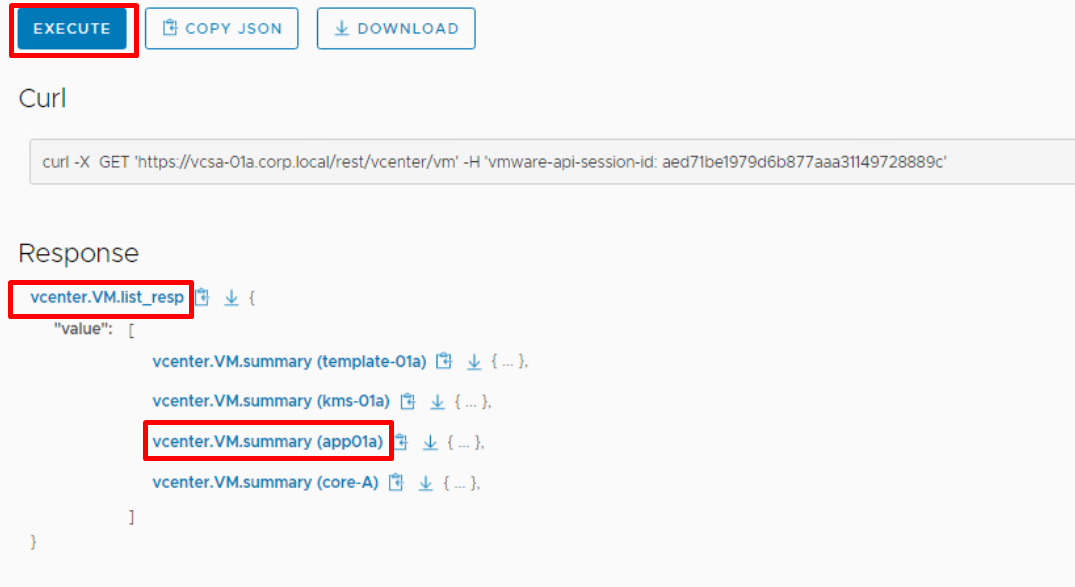 EXECUTE COPY JSON DOWNLOAD
Curl
curl -X GET 'https://vcsa-01a.corp.local/rest/vcenter/vm' -H 'vmware-api-session-id: aed71be1979d6b877aaa31149728889c'
Response
vcenter.VM.list_resp {
"value": [
vcenter.VM.summary (template-01a) { ... },
vcenter.VM.summary (kms-01a) { ... },
vcenter.VM.summary (app01a) { ... },
vcenter.VM.summary (core-A) { ... },
]
}